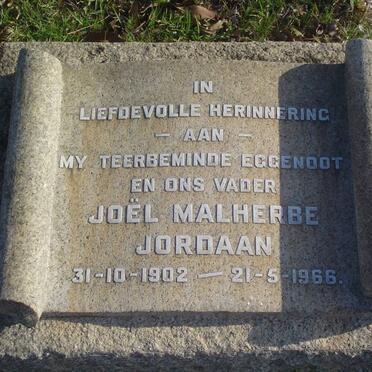 IN
LIEFDEVOLLE HERINNERING
— AAN —
MY TEERBEMINDE EGGENOOT
EN ONS VADER
JOËL MALHERBE
JORDAAN
31-10-1902 — 21-5-1966.